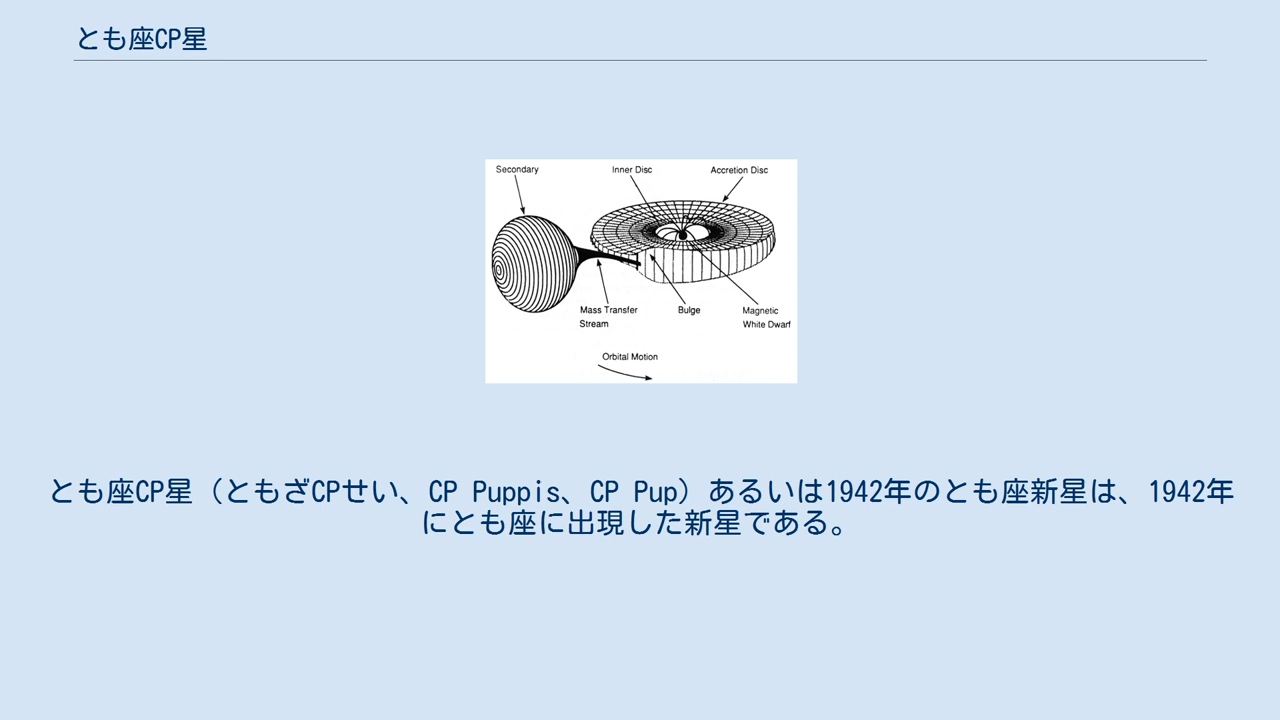 とも座CP星
Secondary
Inner Disc
Accretion Disc
Mass Transfer
Stream
Bulge
Magnetic
White Dwarf
Orbital Motion
とも座CP星（ともざCPせい、CP Puppis、CP Pup）あるいは1942年のとも座新星は、1942年
にとも座に出現した新星である。